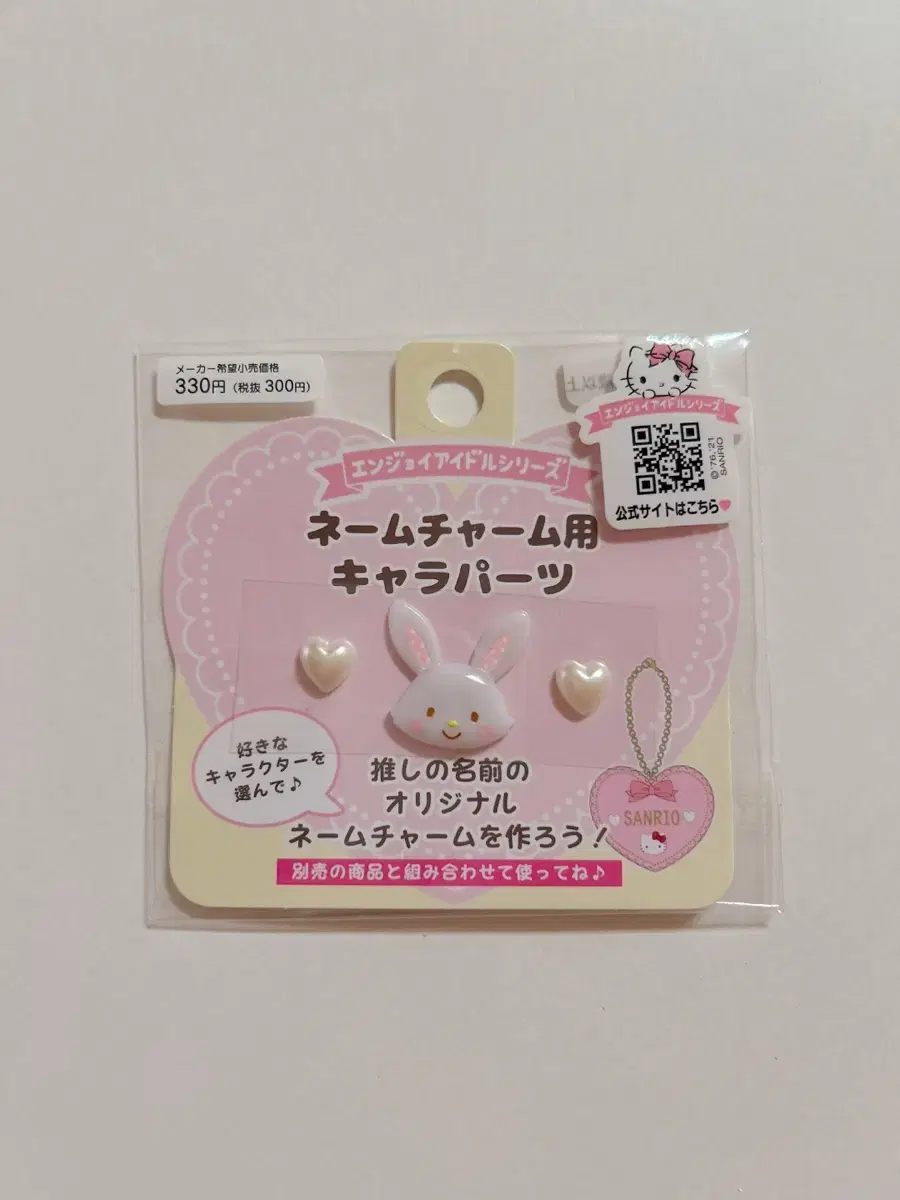 メーカー希望小売価格
330円(税抜 300円)
エンジョイアイドルシリーズ
公式サイトはこちら
©'76,'21
SANRIO
エンジョイアイドルシリーズ
ネームチャーム用
キャラパーツ
好きな
キャラクターを
選んで♪
推しの名前の
オリジナル
ネームチャームを作ろう!
SANRIO
別売の商品と組み合わせて使ってね♪